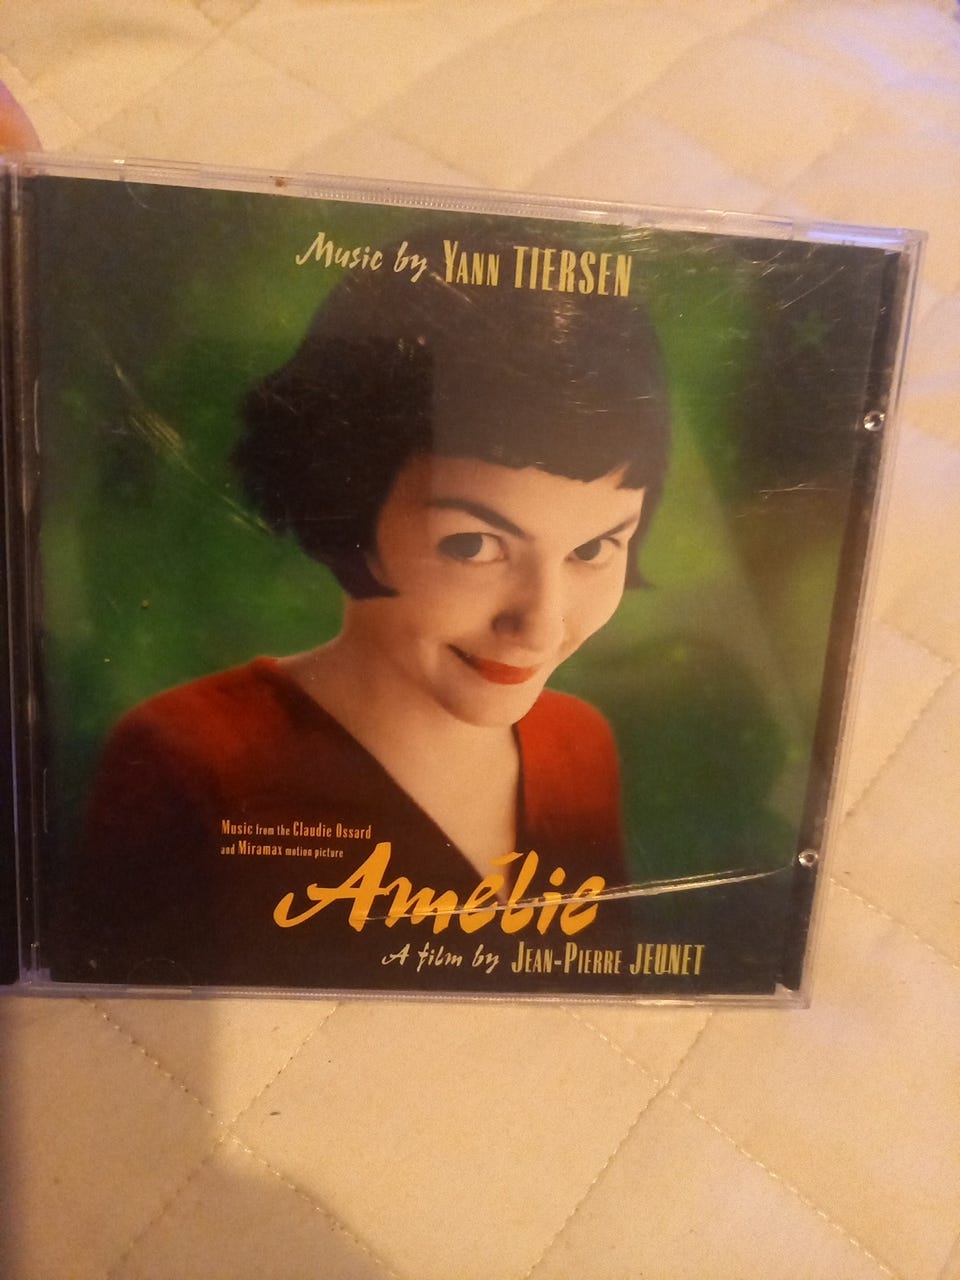 Music by YANN TIERSEN
Music from the Claudie Ossard
and Miramax motion picture
Amélie
A film by JEAN-PIERRE JEUNET